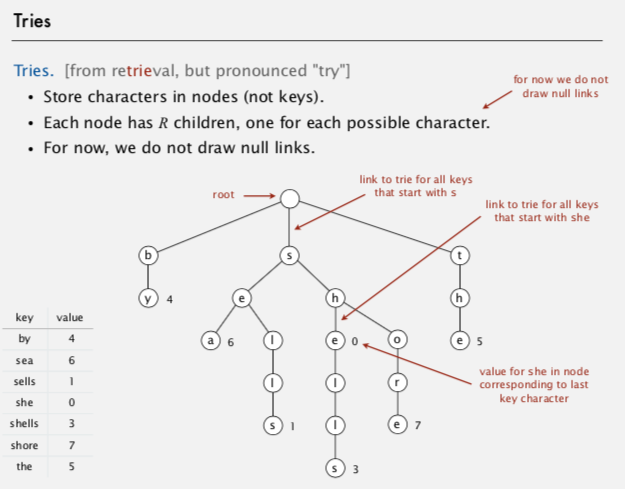 Tries
Tries. [from retrieval, but pronounced "try"]
• Store characters in nodes (not keys).
• Each node has R children, one for each possible character.
• For now, we do not draw null links.
for now we do not
draw null links
link to trie for all keys
that start with s
root
link to trie for all keys
that start with she
b
s
t
y 4
e
h
h
a 6
l
e 0
o
e 5
l
l
r
value for she in node
corresponding to last
key character
s 1
l
e 7
s 3
key value
by 4
sea 6
sells 1
she 0
shells 3
shore 7
the 5